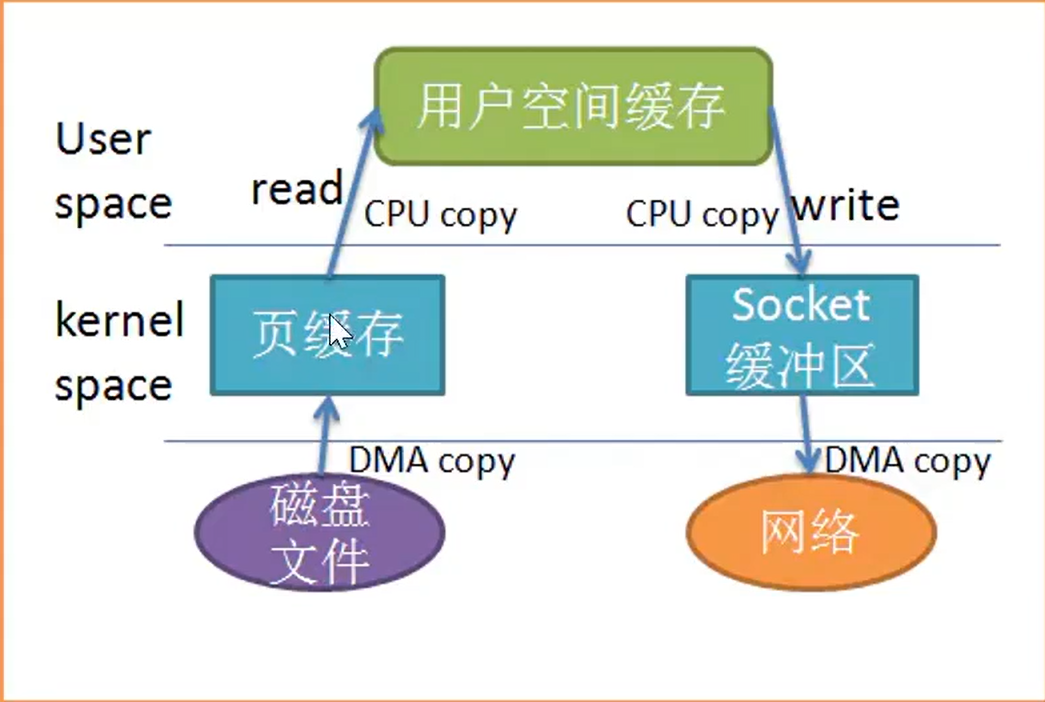 用户空间缓存
User
space
read
CPU copy
CPU copy
write
kernel
space
页缓存
Socket
缓冲区
DMA copy
DMA copy
磁盘
文件
网络